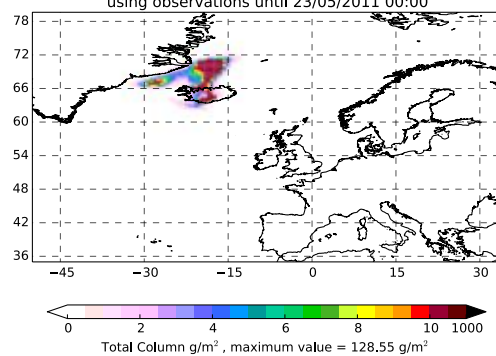 using observations until 23/05/2011 00:00
78
72
66
60
54
48
42
36
−45 −30 −15 0 15 30
0 2 4 6 8 10 1000
Total Column g/m² , maximum value = 128.55 g/m²